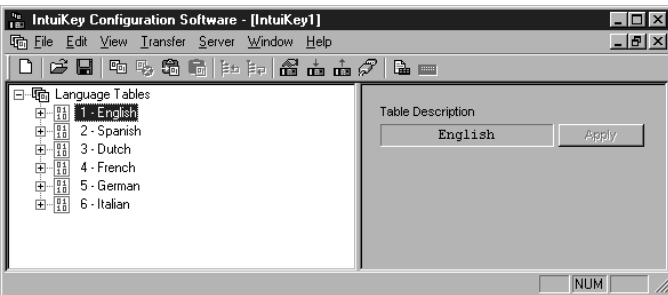 IntuiKey Configuration Software - [IntuiKey1]
File Edit View Transfer Server Window Help
Language Tables
1 - English
2 - Spanish
3 - Dutch
4 - French
5 - German
6 - Italian
Table Description
English Apply
NUM